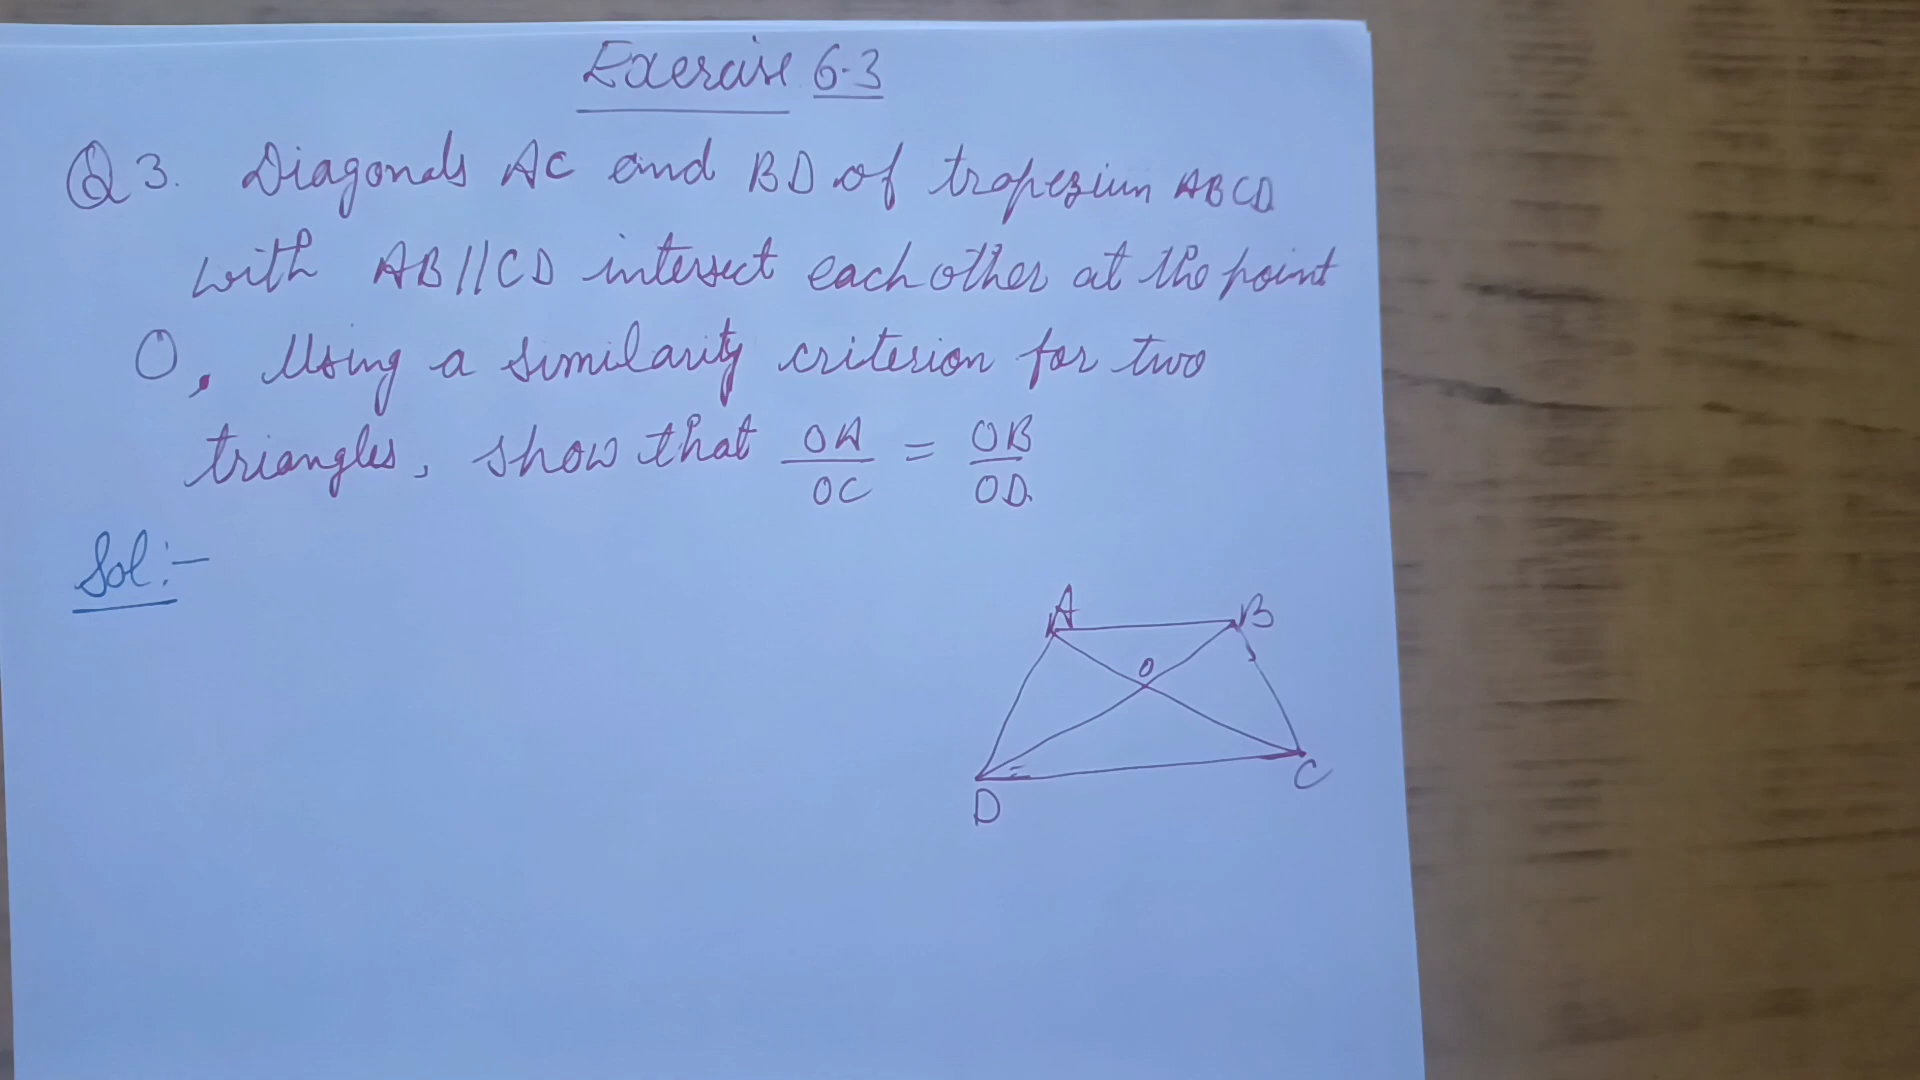 Exercise 6.3
Q3. Diagonals AC and BD of trapezium ABCD
with AB//CD intersect each other at the point
O, Using a similarity criterion for two
triangles, show that OA/OC = OB/OD.
Sol:-
A B
O
D C